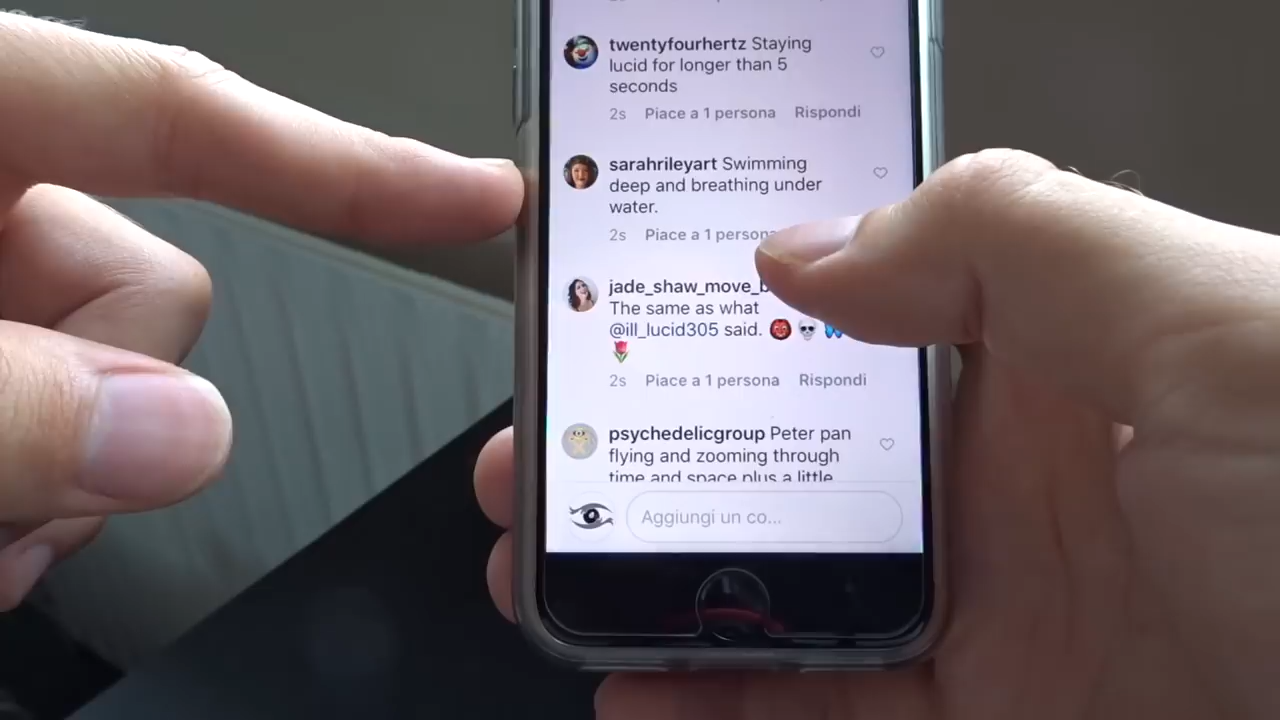 twentyfourhertz Staying
lucid for longer than 5
seconds
2s Piace a 1 persona Rispondi
sarahrileyart Swimming
deep and breathing under
water.
2s Piace a 1 persona
jade_shaw_move_b
The same as what
@ill_lucid305 said. 👹 💀 🦋
🌷
2s Piace a 1 persona Rispondi
psychedelicgroup Peter pan
flying and zooming through
time and space plus a little
Aggiungi un co...